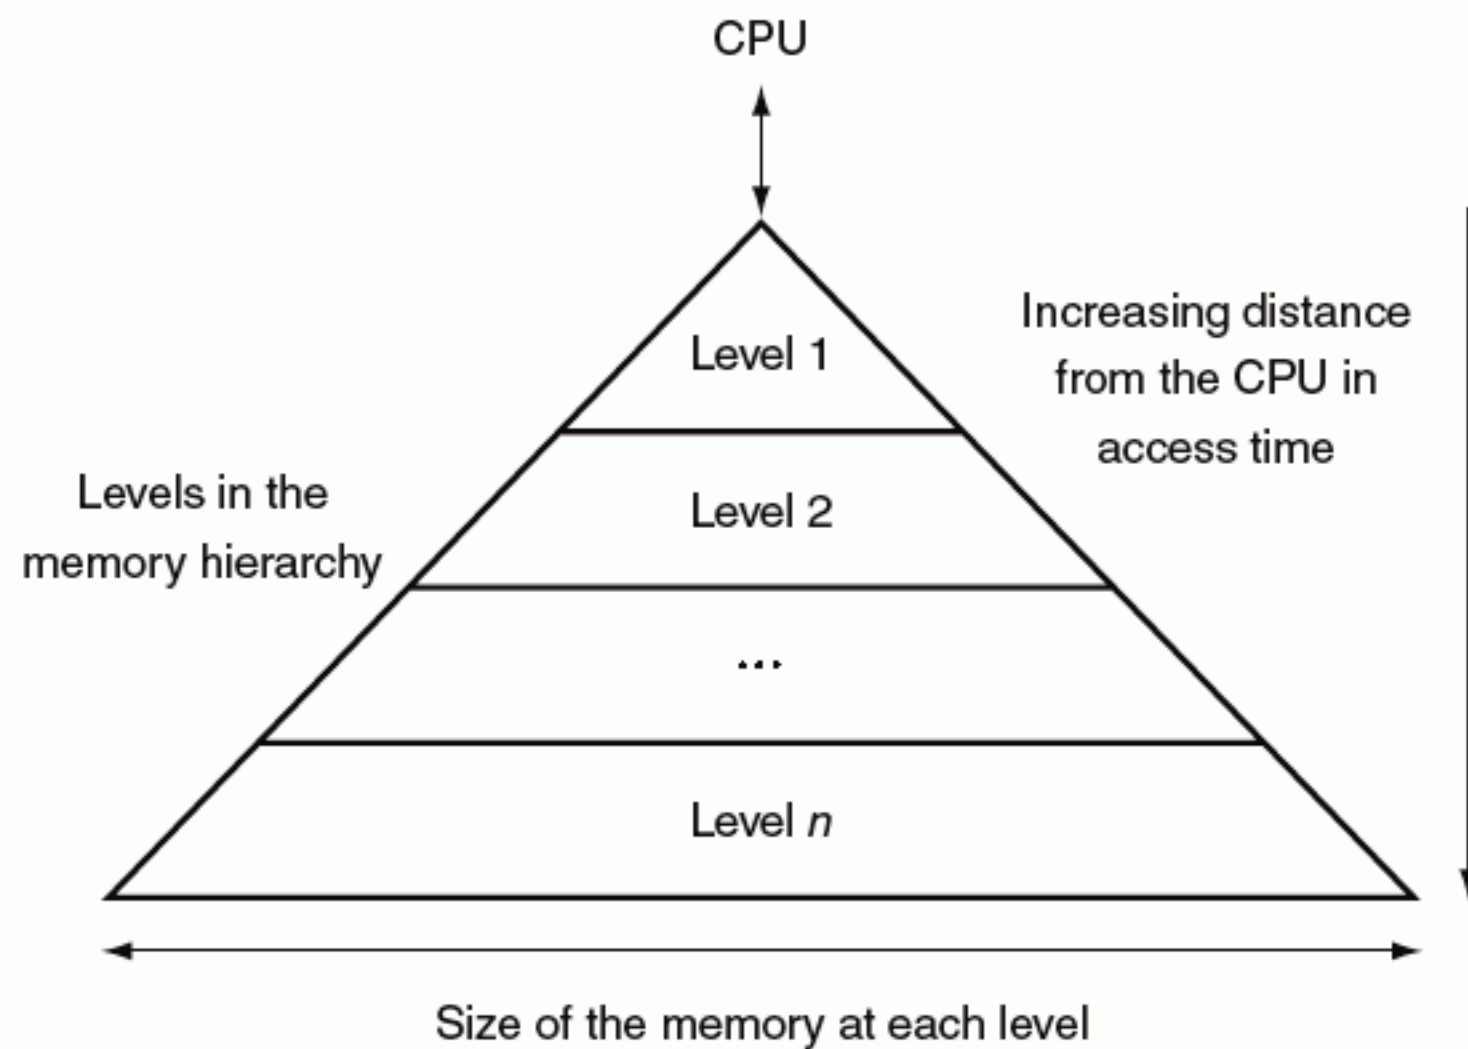 CPU
Level 1
Increasing distance
from the CPU in
access time
Levels in the
memory hierarchy
Level 2
...
Level n
Size of the memory at each level